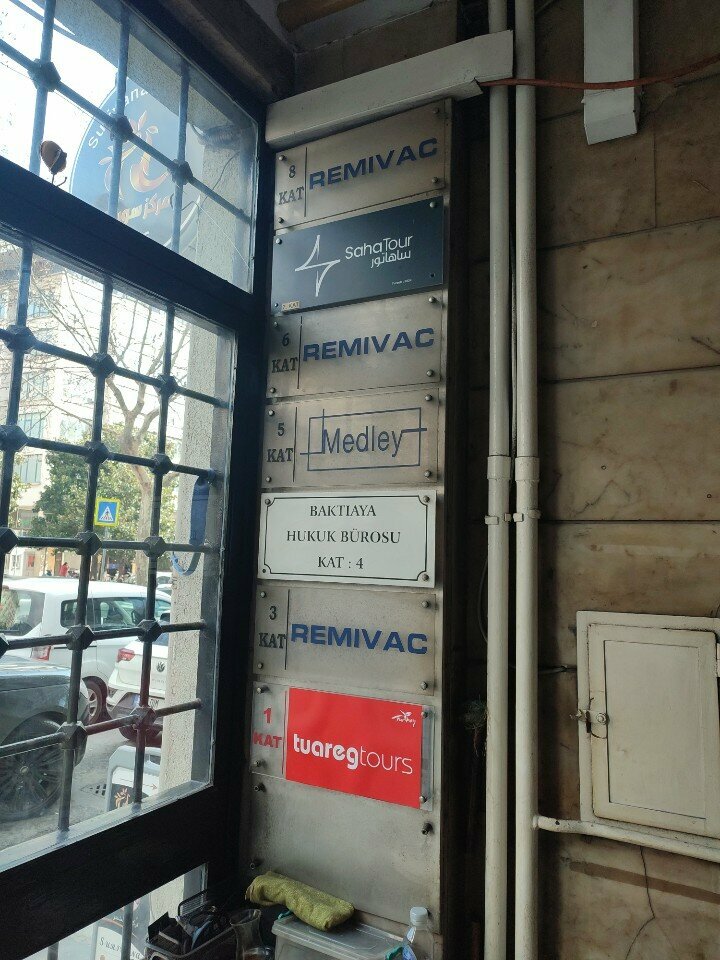 8
KAT
REMIVAC
SahaTour
ساهاتور
6
KAT
REMIVAC
5
KAT
Medley
BAKTIAYA
HUKUK BÜROSU
KAT : 4
3
KAT
REMIVAC
1
KAT
Turkey
tuaregtours